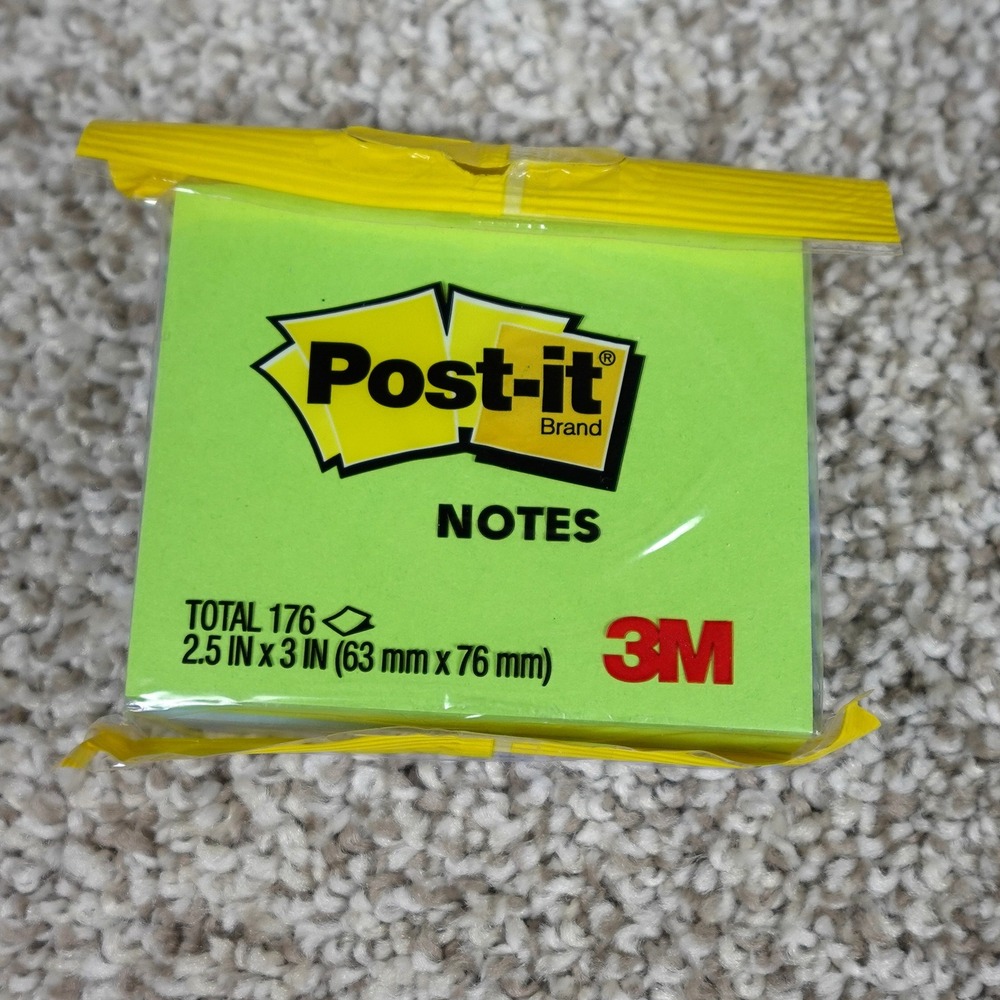 Post-it®
Brand
NOTES
TOTAL 176
2.5 IN x 3 IN (63 mm x 76 mm)
3M